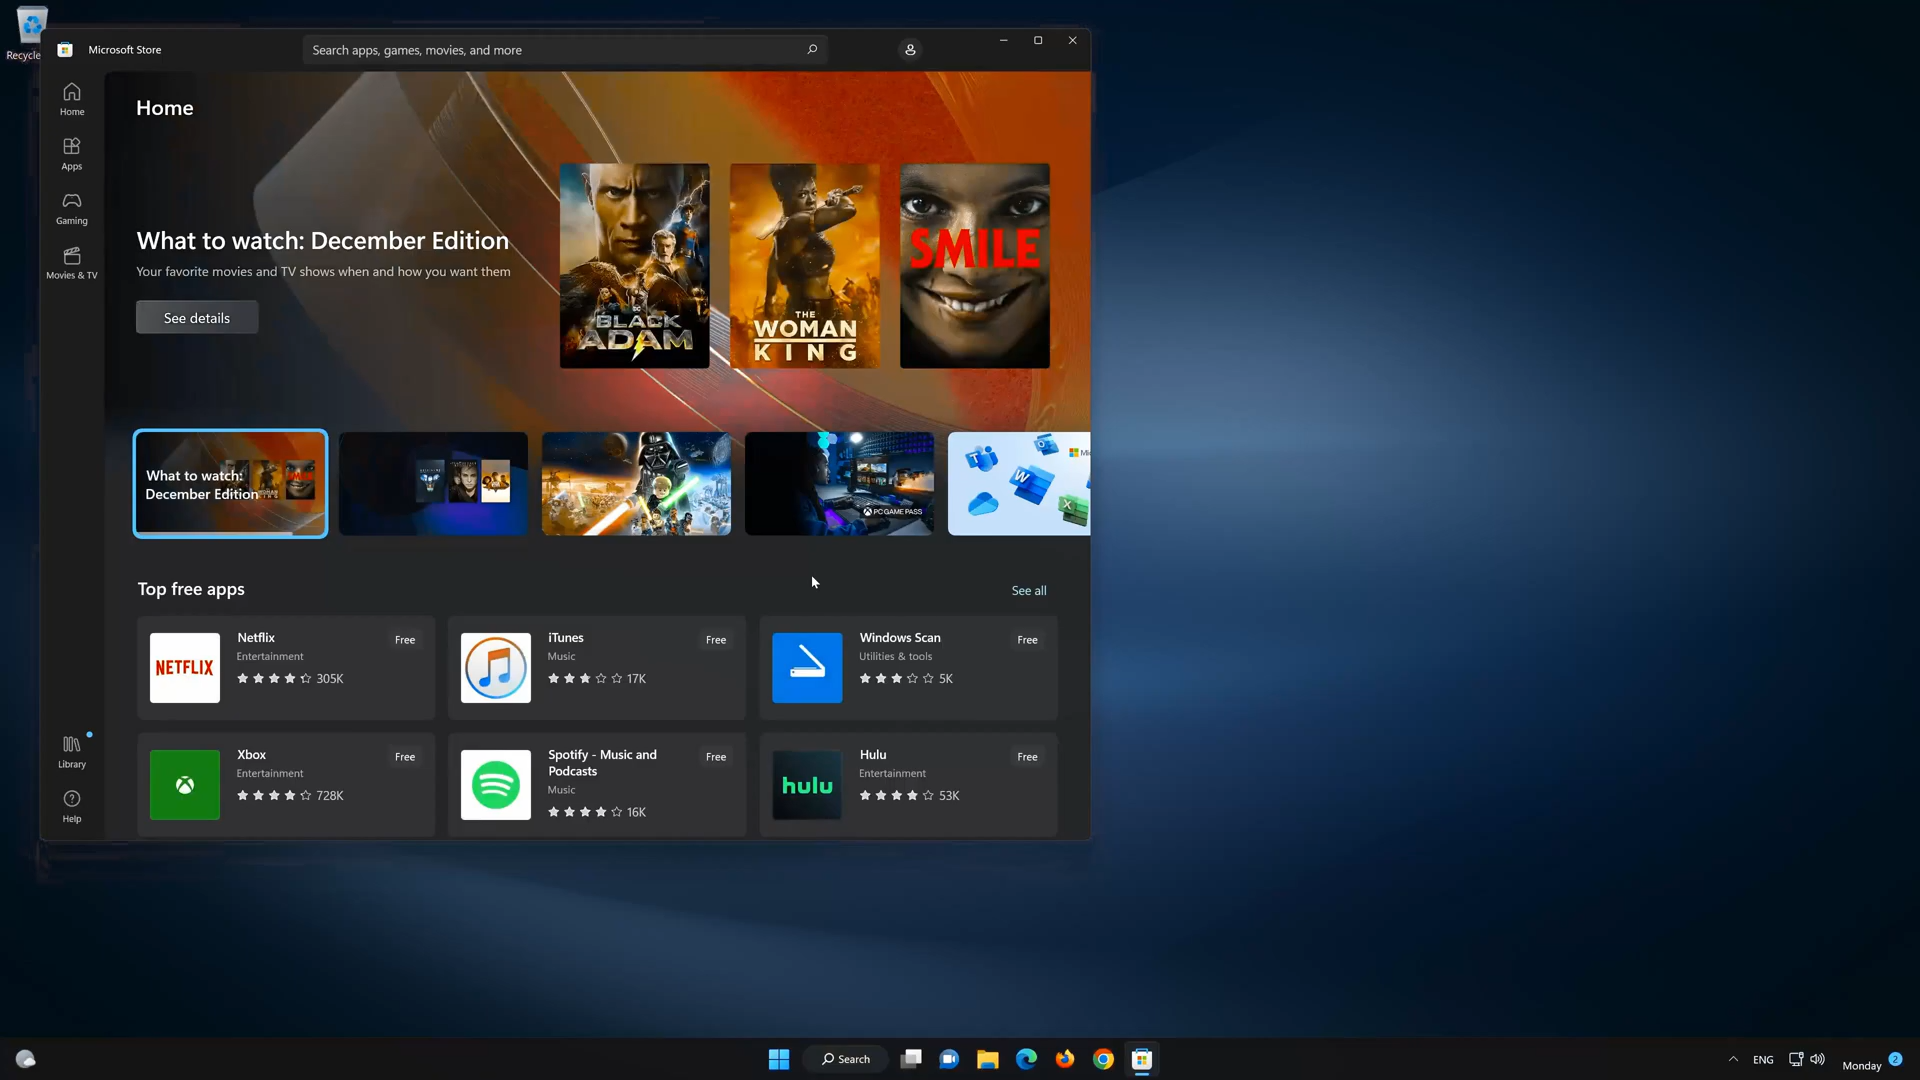 Recycle
Microsoft Store
Search apps, games, movies, and more
Home
Apps
Gaming
Movies & TV
Library
Help
Home
What to watch: December Edition
Your favorite movies and TV shows when and how you want them
See details
DC
BLACK
ADAM
THE
WOMAN
KING
SMILE
What to watch:
December Edition
PC GAME PASS
Top free apps
See all
NETFLIX
Netflix
Free
Entertainment
305K
iTunes
Free
Music
17K
Windows Scan
Free
Utilities & tools
5K
Xbox
Free
Entertainment
728K
Spotify - Music and
Podcasts
Free
Music
16K
hulu
Hulu
Free
Entertainment
53K
Search
ENG
Monday
2